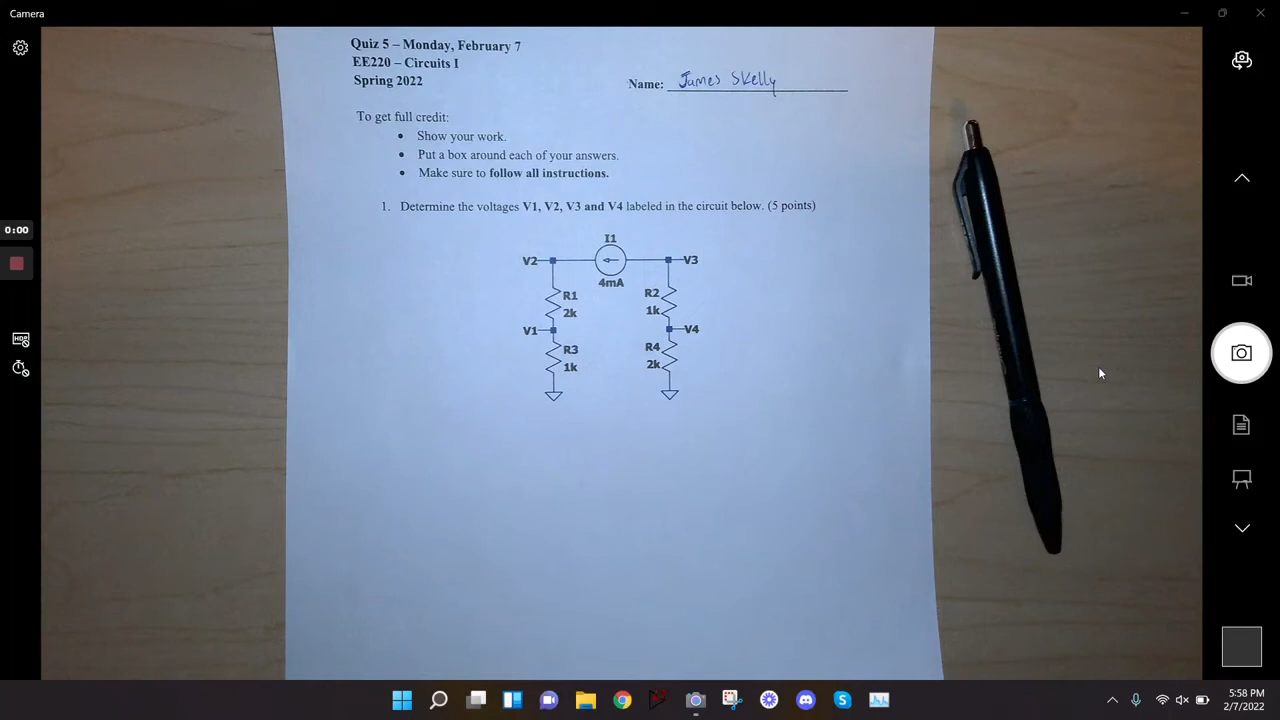 Camera
Quiz 5 – Monday, February 7
EE220 – Circuits I
Spring 2022
Name: James Skelly
To get full credit:
• Show your work.
• Put a box around each of your answers.
• Make sure to follow all instructions.
1. Determine the voltages V1, V2, V3 and V4 labeled in the circuit below. (5 points)
I1
V2
V3
4mA
R1
2k
R2
1k
V1
V4
R3
1k
R4
2k
0:00
HDR
5:58 PM
2/7/2022